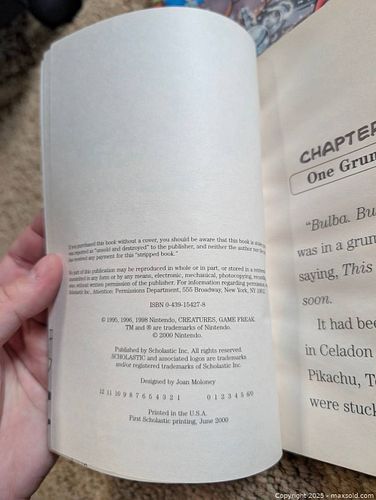 If you purchased this book without a cover, you should be aware that this book is stolen
was reported as "unsold and destroyed" to the publisher, and neither the author nor the
has received any payment for this "stripped book."
No part of this publication may be reproduced in whole or in part, or stored in a retrieval
transmitted in any form or by any means, electronic, mechanical, photocopying, recording,
wise, without written permission of the publisher. For information regarding permission,
Scholastic Inc., Attention: Permissions Department, 555 Broadway, New York, NY 10012.
ISBN 0-439-15427-8
© 1995, 1996, 1998 Nintendo, CREATURES, GAME FREAK.
TM and ® are trademarks of Nintendo.
© 2000 Nintendo.
Published by Scholastic Inc. All rights reserved.
SCHOLASTIC and associated logos are trademarks
and/or registered trademarks of Scholastic Inc.
Designed by Joan Moloney
12 11 10 9 8 7 6 5 4 3 2 1 0 1 2 3 4 5 6/0
Printed in the U.S.A.
First Scholastic printing, June 2000
CHAPTER
One Grum
"Bulba. Bu
was in a grum
saying, This
soon.
It had bee
in Celadon
Pikachu, To
were stuck
Copyright 2025 - maxsold.com